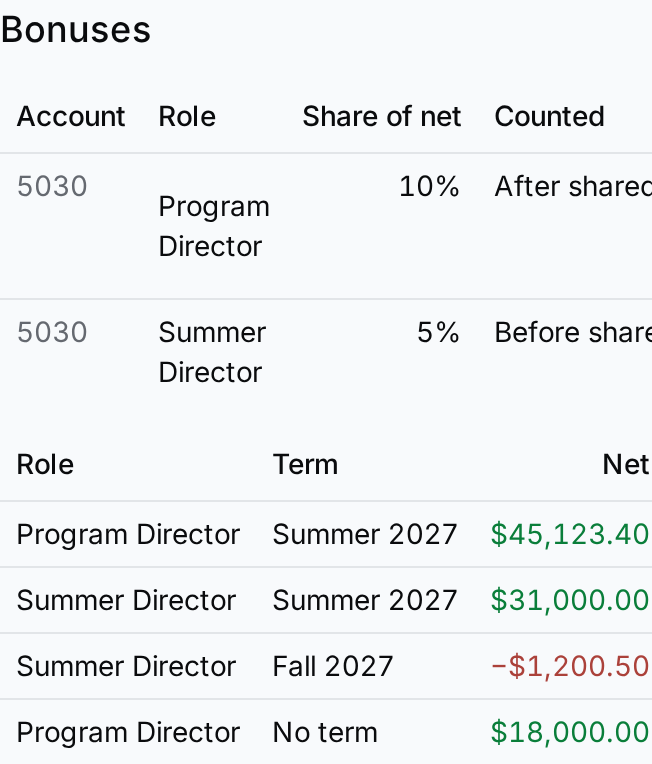 Bonuses
Account Role Share of net Counted
5030 Program Director 10% After shared
5030 Summer Director 5% Before share
Role Term Net
Program Director Summer 2027 $45,123.40
Summer Director Summer 2027 $31,000.00
Summer Director Fall 2027 −$1,200.50
Program Director No term $18,000.00